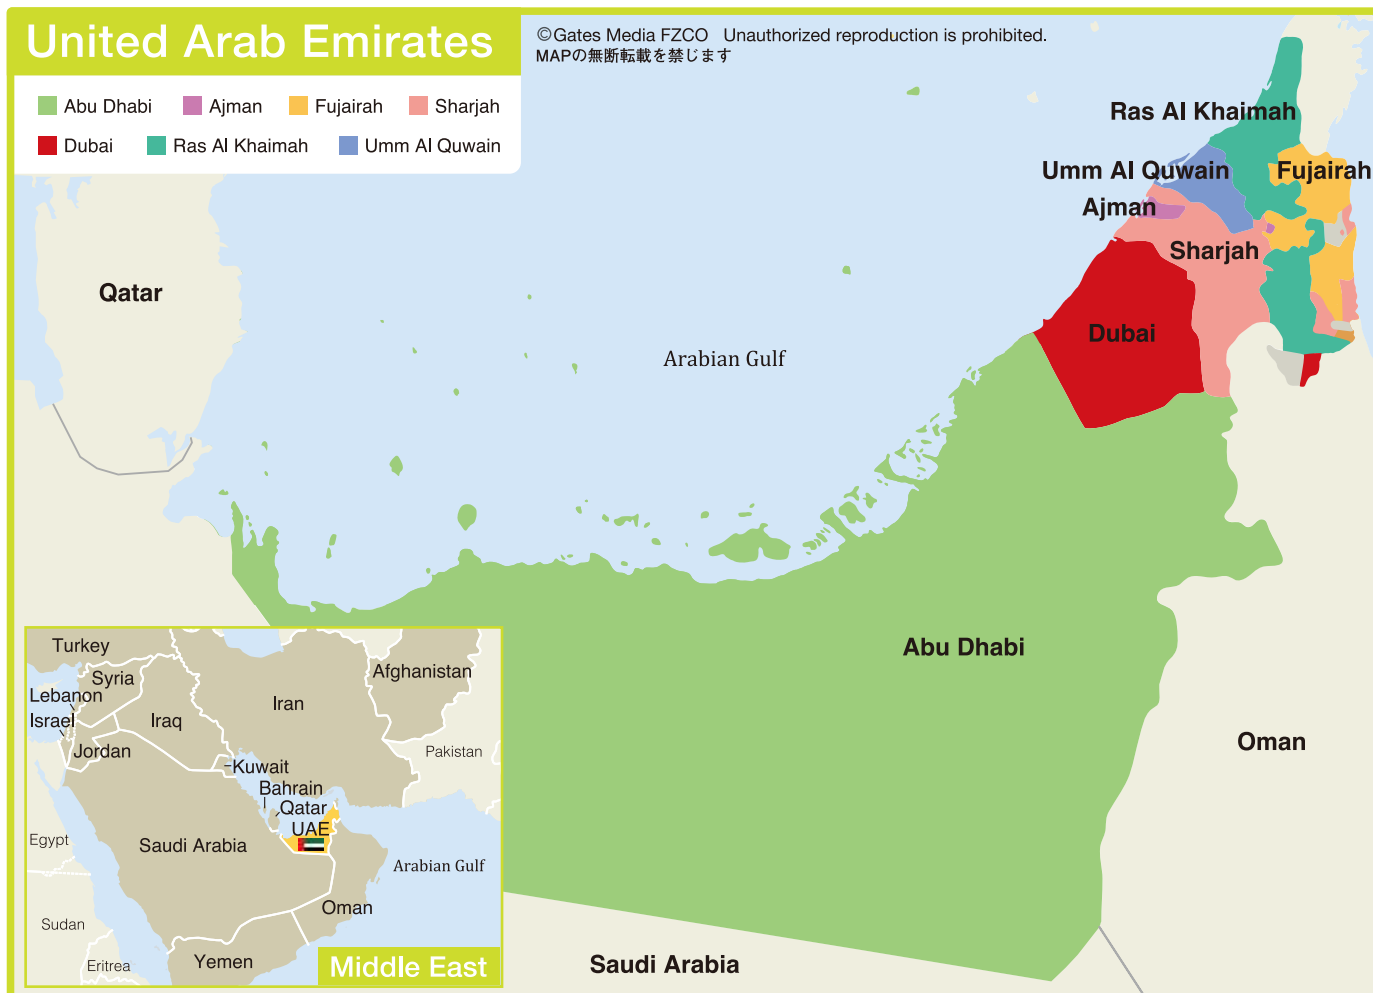 United Arab Emirates
©Gates Media FZCO Unauthorized reproduction is prohibited.
MAPの無断転載を禁じます
Abu Dhabi
Ajman
Fujairah
Sharjah
Dubai
Ras Al Khaimah
Umm Al Quwain
Ras Al Khaimah
Umm Al Quwain
Fujairah
Ajman
Sharjah
Qatar
Dubai
Arabian Gulf
Abu Dhabi
Oman
Saudi Arabia
Turkey
Syria
Afghanistan
Lebanon
Iran
Israel
Iraq
Jordan
Pakistan
Kuwait
Bahrain
Qatar
UAE
Egypt
Saudi Arabia
Arabian Gulf
Oman
Sudan
Yemen
Eritrea
Middle East